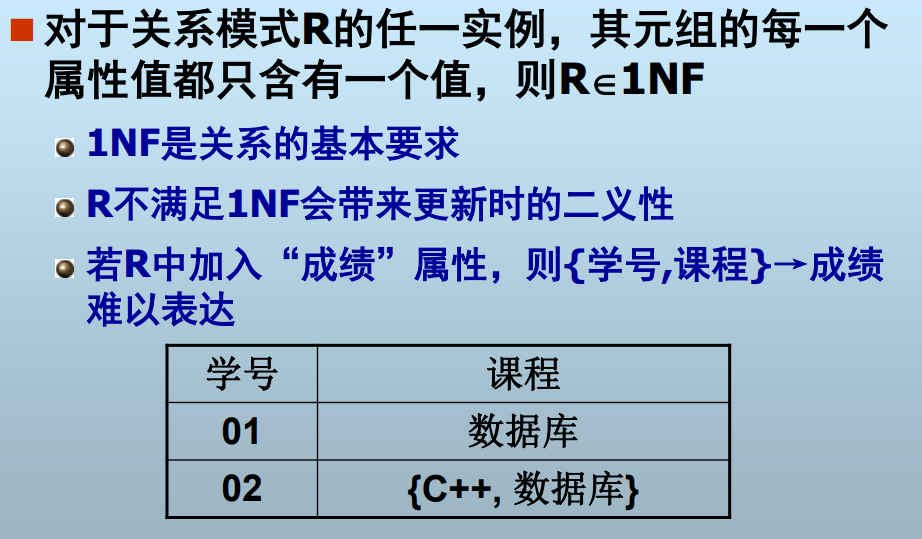 对于关系模式R的任一实例，其元组的每一个
属性值都只含有一个值，则R∈1NF
1NF是关系的基本要求
R不满足1NF会带来更新时的二义性
若R中加入“成绩”属性，则{学号,课程}→成绩
难以表达
学号 课程
01 数据库
02 {C++, 数据库}